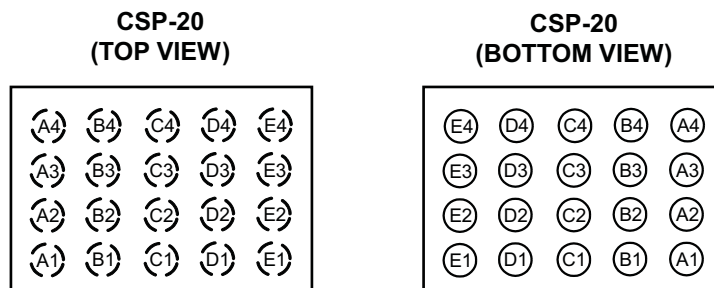 CSP-20
(TOP VIEW)
A4 B4 C4 D4 E4
A3 B3 C3 D3 E3
A2 B2 C2 D2 E2
A1 B1 C1 D1 E1
CSP-20
(BOTTOM VIEW)
E4 D4 C4 B4 A4
E3 D3 C3 B3 A3
E2 D2 C2 B2 A2
E1 D1 C1 B1 A1